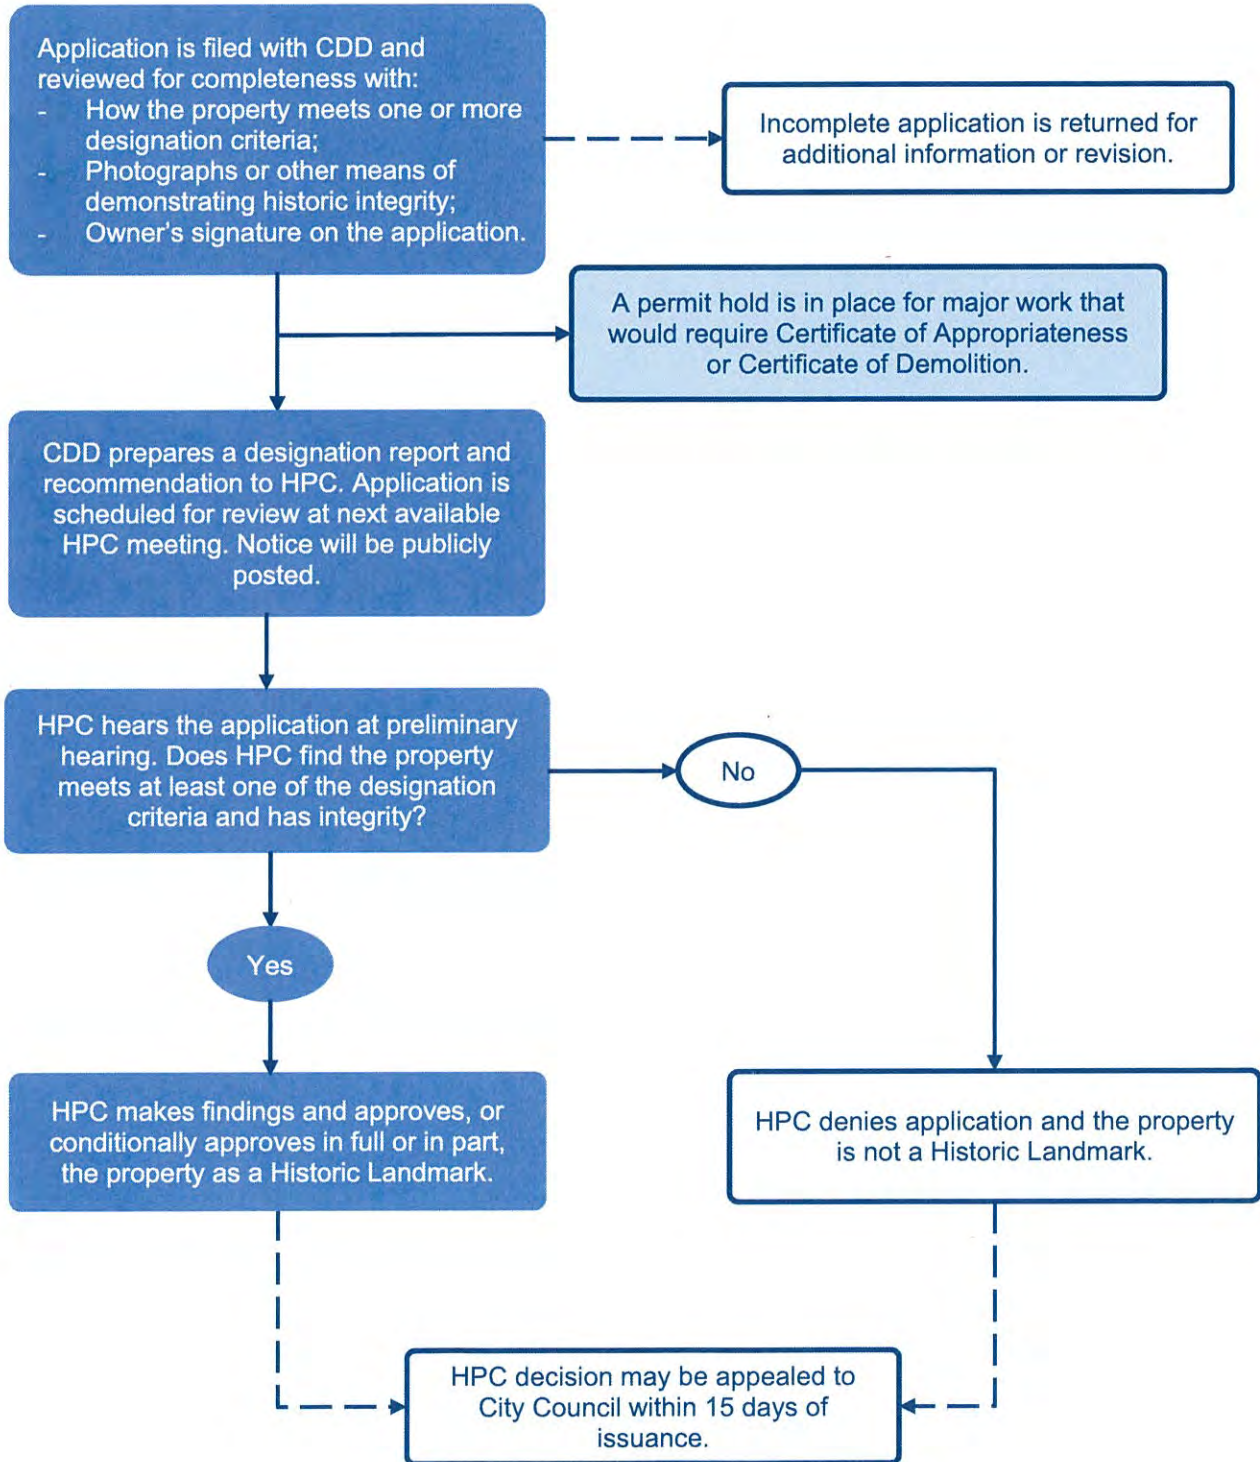 Application is filed with CDD and
reviewed for completeness with:
- How the property meets one or more
designation criteria;
- Photographs or other means of
demonstrating historic integrity;
- Owner's signature on the application.
Incomplete application is returned for
additional information or revision.
A permit hold is in place for major work that
would require Certificate of Appropriateness
or Certificate of Demolition.
CDD prepares a designation report and
recommendation to HPC. Application is
scheduled for review at next available
HPC meeting. Notice will be publicly
posted.
HPC hears the application at preliminary
hearing. Does HPC find the property
meets at least one of the designation
criteria and has integrity?
No
Yes
HPC makes findings and approves, or
conditionally approves in full or in part,
the property as a Historic Landmark.
HPC denies application and the property
is not a Historic Landmark.
HPC decision may be appealed to
City Council within 15 days of
issuance.